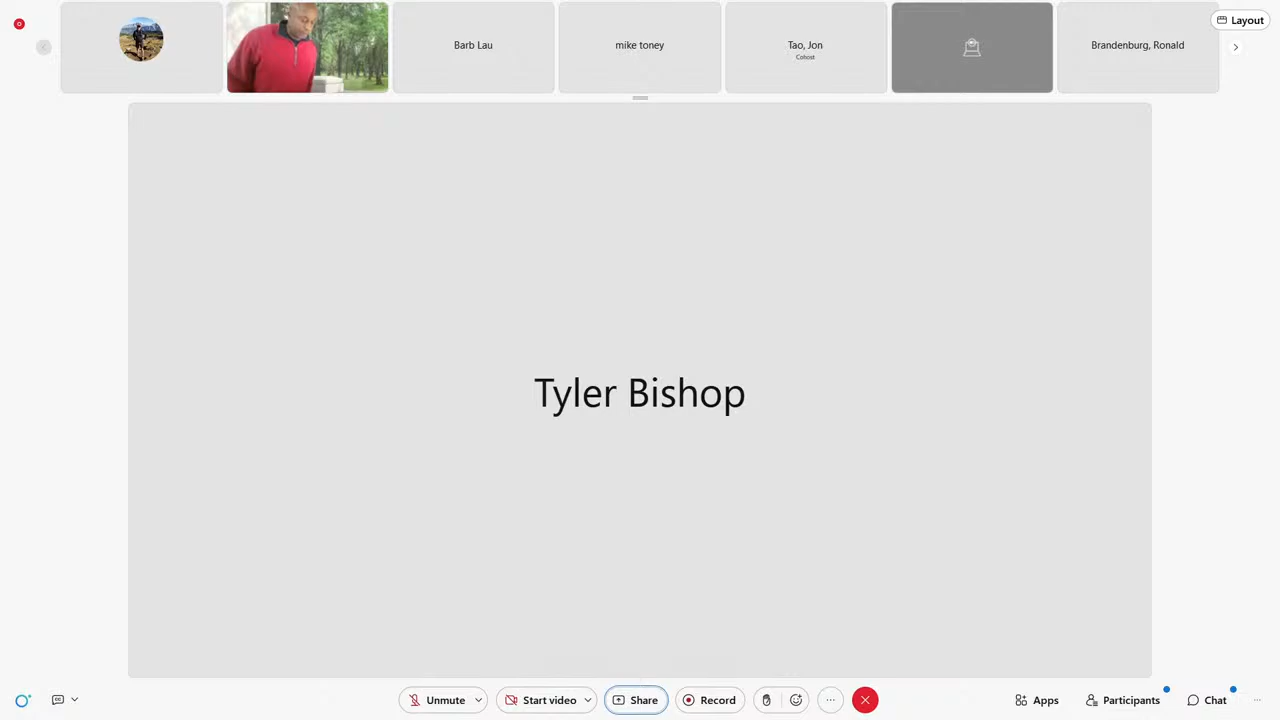 Barb Lau
mike toney
Tao, Jon
Cohost
Brandenburg, Ronald
Layout
Tyler Bishop
CC
Unmute
Start video
Share
Record
Apps
Participants
Chat